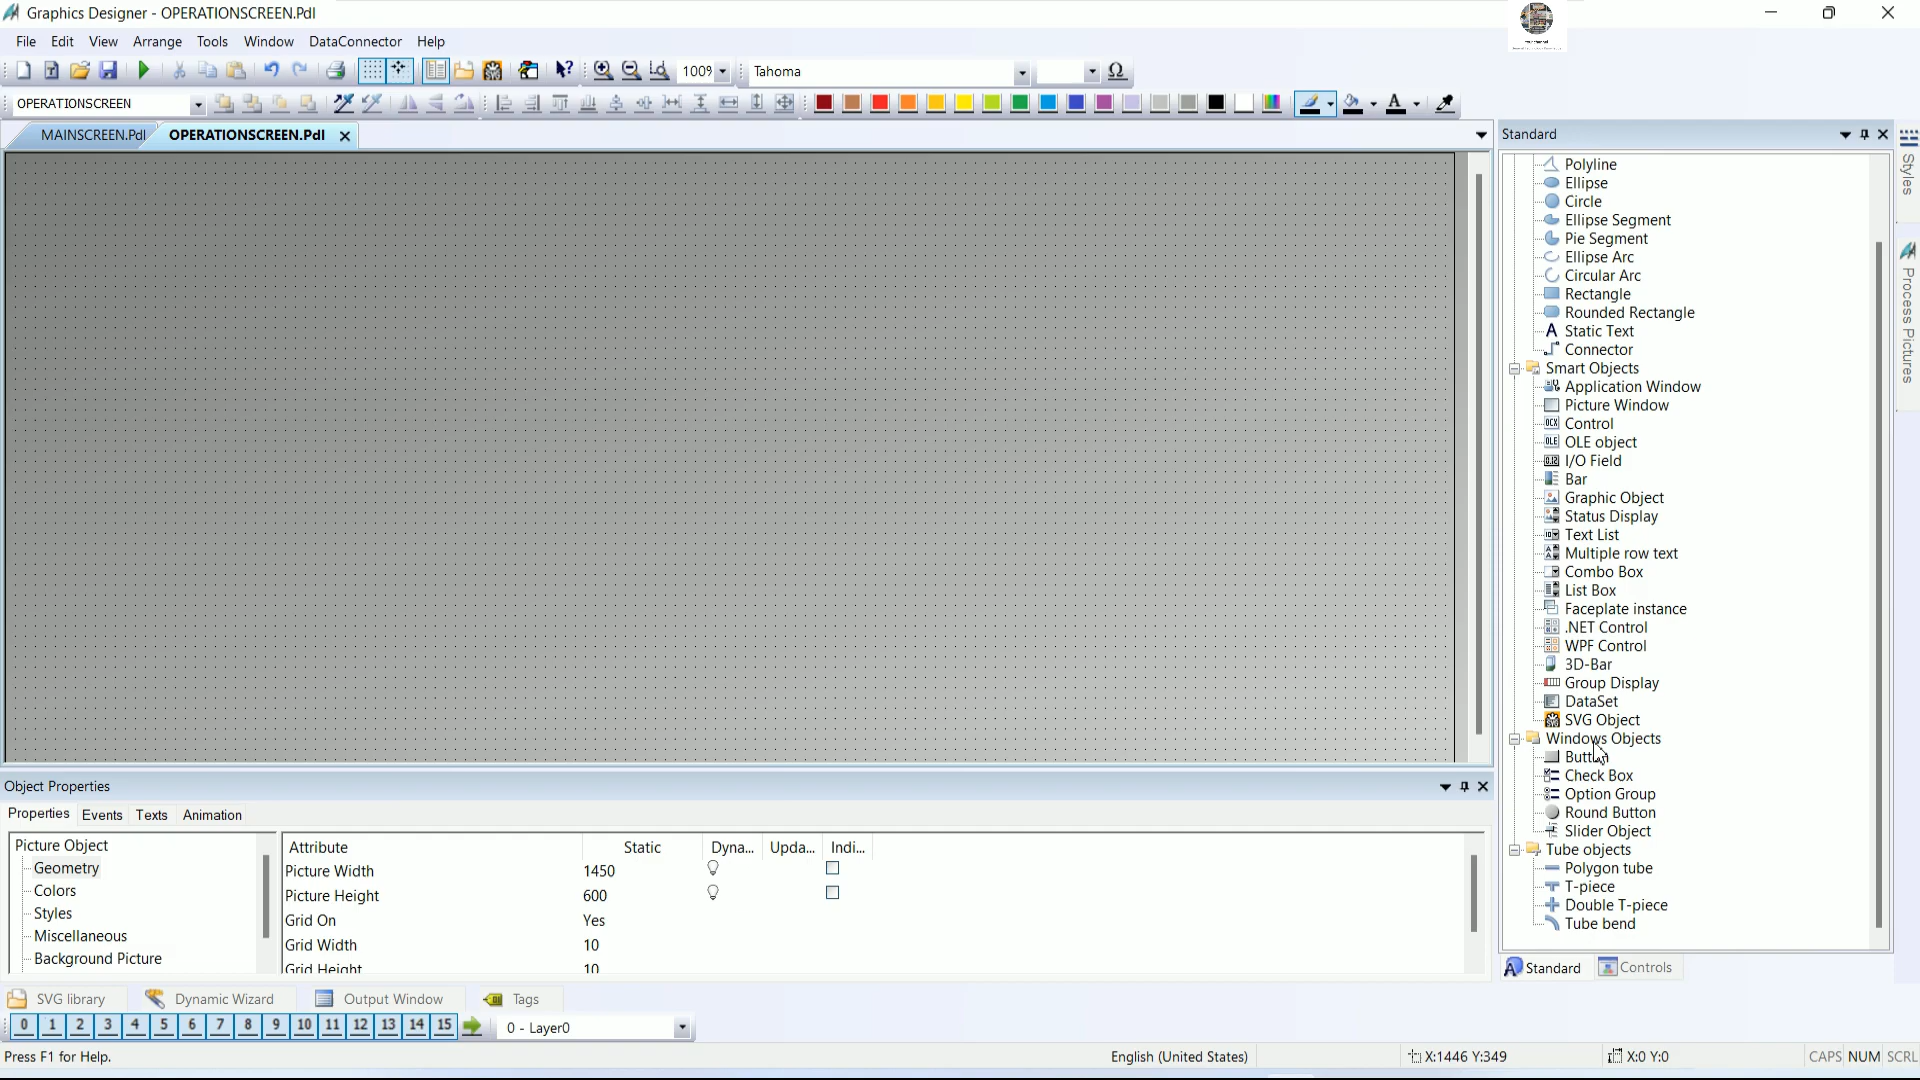 Graphics Designer - OPERATIONSCREEN.Pdl
File Edit View Arrange Tools Window DataConnector Help
100% Tahoma Ω
OPERATIONSCREEN
MAINSCREEN.Pdl OPERATIONSCREEN.Pdl
Standard
Polyline
Ellipse
Circle
Ellipse Segment
Pie Segment
Ellipse Arc
Circular Arc
Rectangle
Rounded Rectangle
A Static Text
Connector
Smart Objects
Application Window
Picture Window
OCX Control
OLE OLE object
0.12 I/O Field
Bar
Graphic Object
Status Display
Text List
Multiple row text
Combo Box
List Box
Faceplate instance
.NET Control
WPF Control
3D-Bar
Group Display
DataSet
SVG Object
Windows Objects
Button
Check Box
Option Group
Round Button
Slider Object
Tube objects
Polygon tube
T-piece
Double T-piece
Tube bend
Standard Controls
Styles
Process Pictures
Object Properties
Properties Events Texts Animation
Picture Object
Geometry
Colors
Styles
Miscellaneous
Background Picture
Attribute Static Dyna... Upda... Indi...
Picture Width 1450
Picture Height 600
Grid On Yes
Grid Width 10
Grid Height 10
SVG library Dynamic Wizard Output Window Tags
0 1 2 3 4 5 6 7 8 9 10 11 12 13 14 15 0 - Layer0
Press F1 for Help. English (United States) X:1446 Y:349 X:0 Y:0 CAPS NUM SCRL